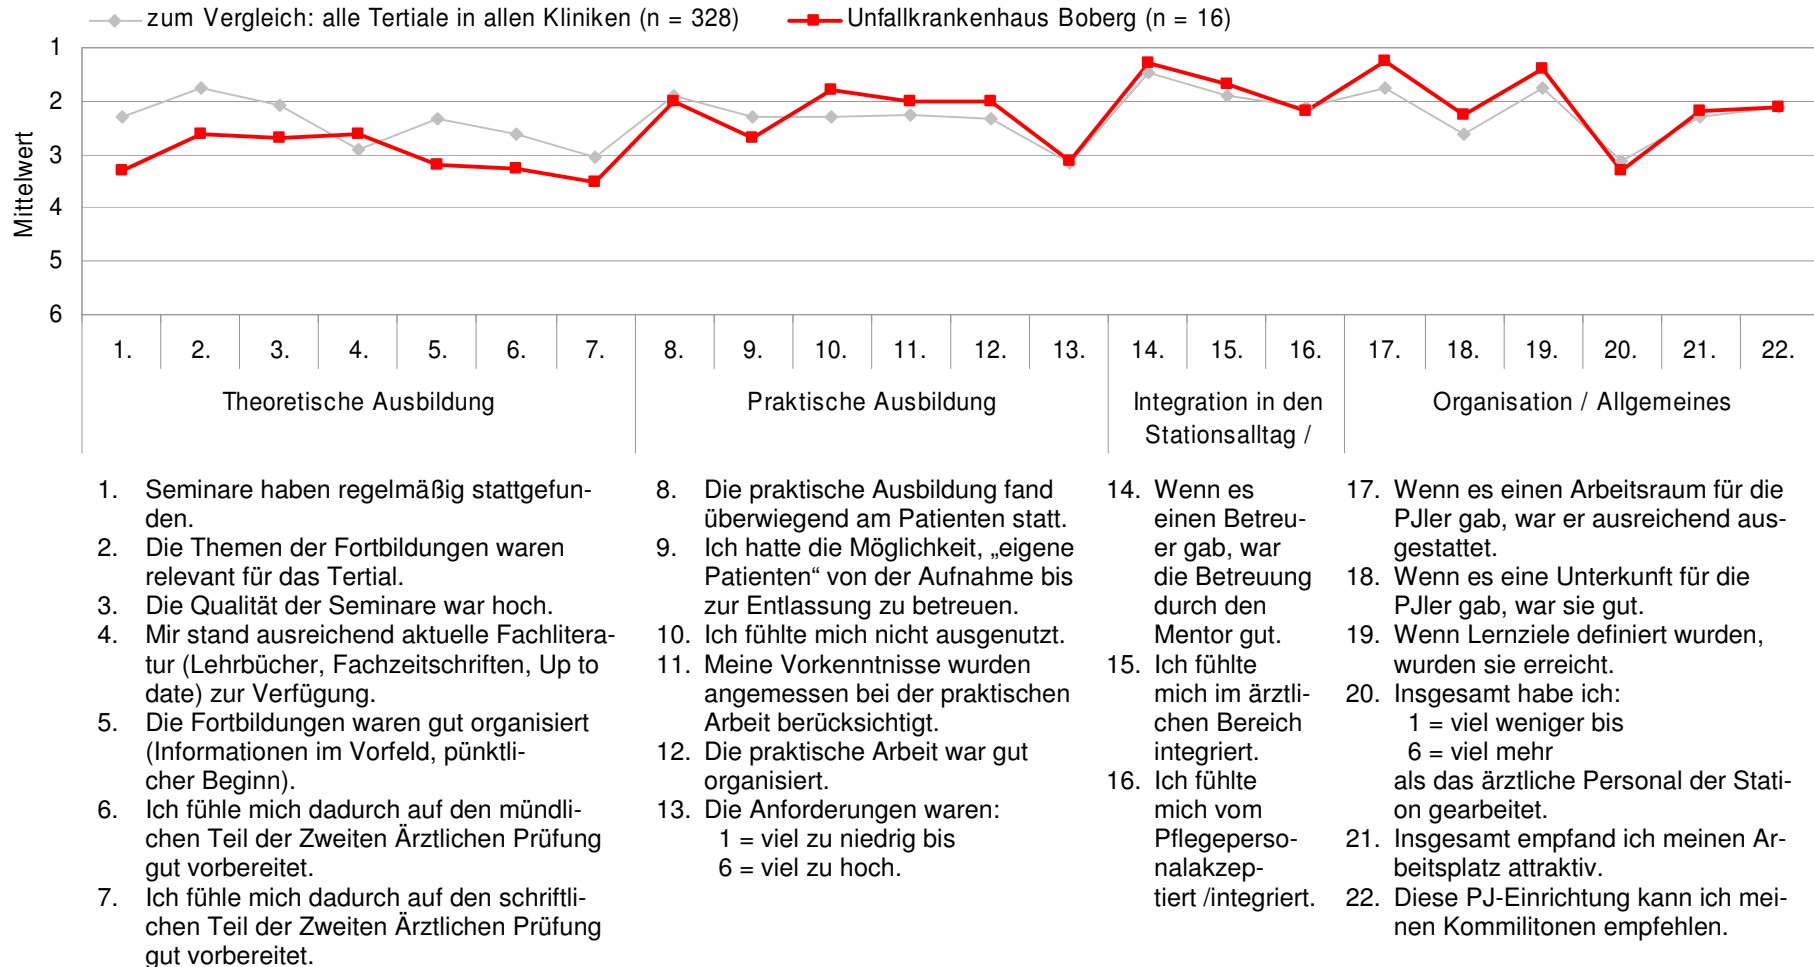 zum Vergleich: alle Tertiale in allen Kliniken (n = 328)
Unfallkrankenhaus Boberg (n = 16)
Mittelwert
1
2
3
4
5
6
1. 2. 3. 4. 5. 6. 7. 8. 9. 10. 11. 12. 13. 14. 15. 16. 17. 18. 19. 20. 21. 22.
Theoretische Ausbildung
Praktische Ausbildung
Integration in den
Stationsalltag /
Organisation / Allgemeines
1. Seminare haben regelmäßig stattgefun-
den.
2. Die Themen der Fortbildungen waren
relevant für das Tertial.
3. Die Qualität der Seminare war hoch.
4. Mir stand ausreichend aktuelle Fachlitera-
tur (Lehrbücher, Fachzeitschriften, Up to
date) zur Verfügung.
5. Die Fortbildungen waren gut organisiert
(Informationen im Vorfeld, pünktli-
cher Beginn).
6. Ich fühle mich dadurch auf den mündli-
chen Teil der Zweiten Ärztlichen Prüfung
gut vorbereitet.
7. Ich fühle mich dadurch auf den schriftli-
chen Teil der Zweiten Ärztlichen Prüfung
gut vorbereitet.
8. Die praktische Ausbildung fand
überwiegend am Patienten statt.
9. Ich hatte die Möglichkeit, „eigene
Patienten“ von der Aufnahme bis
zur Entlassung zu betreuen.
10. Ich fühlte mich nicht ausgenutzt.
11. Meine Vorkenntnisse wurden
angemessen bei der praktischen
Arbeit berücksichtigt.
12. Die praktische Arbeit war gut
organisiert.
13. Die Anforderungen waren:
1 = viel zu niedrig bis
6 = viel zu hoch.
14. Wenn es
einen Betreu-
er gab, war
die Betreuung
durch den
Mentor gut.
15. Ich fühlte
mich im ärztli-
chen Bereich
integriert.
16. Ich fühlte
mich vom
Pflegeperso-
nalakzep-
tiert /integriert.
17. Wenn es einen Arbeitsraum für die
PJler gab, war er ausreichend aus-
gestattet.
18. Wenn es eine Unterkunft für die
PJler gab, war sie gut.
19. Wenn Lernziele definiert wurden,
wurden sie erreicht.
20. Insgesamt habe ich:
1 = viel weniger bis
6 = viel mehr
als das ärztliche Personal der Stati-
on gearbeitet.
21. Insgesamt empfand ich meinen Ar-
beitsplatz attraktiv.
22. Diese PJ-Einrichtung kann ich mei-
nen Kommilitonen empfehlen.